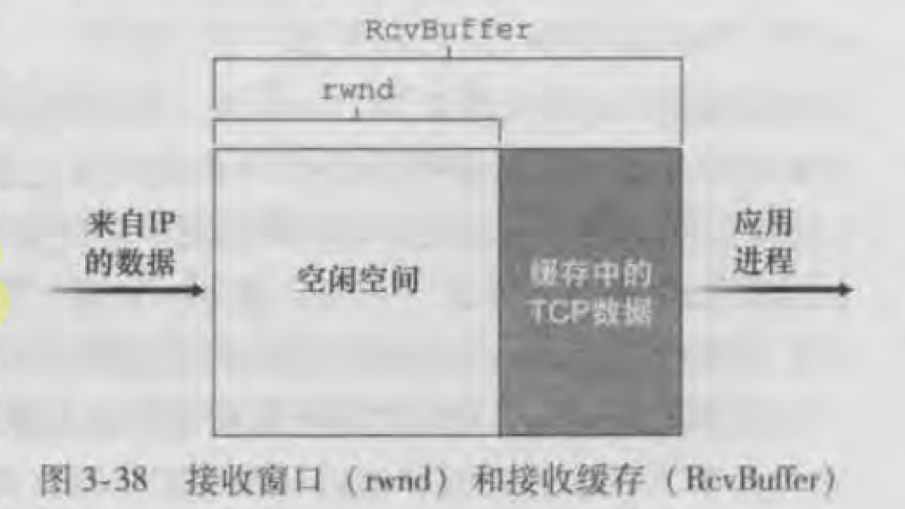 RcvBuffer
rwnd
来自IP
的数据
空闲空间
缓存中的
TCP数据
应用
进程
图 3-38 接收窗口（rwnd）和接收缓存（RcvBuffer）